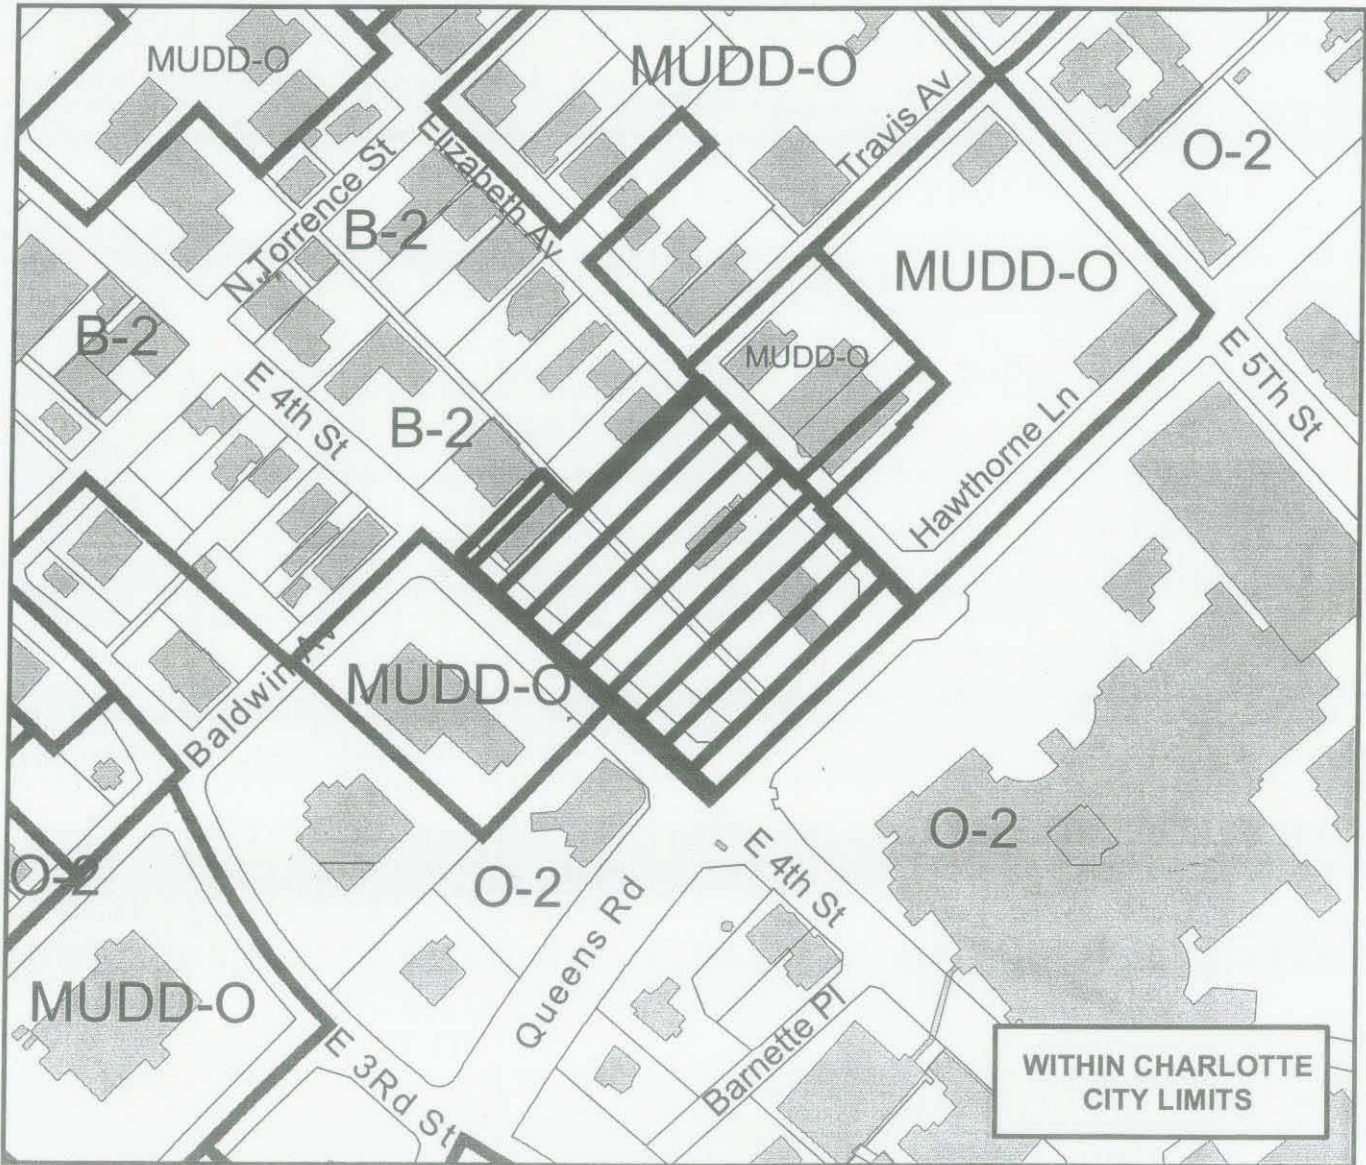 MUDD-O
MUDD-O
Travis Av
O-2
Elizabeth Av
N Torrence St
B-2
MUDD-O
B-2
MUDD-O
E 5Th St
E 4th St
B-2
Hawthorne Ln
MUDD-O
Baldwin Av
O-2
E 4th St
O-2
O-2
Queens Rd
MUDD-O
Barnette Pl
E 3Rd St
WITHIN CHARLOTTE
CITY LIMITS